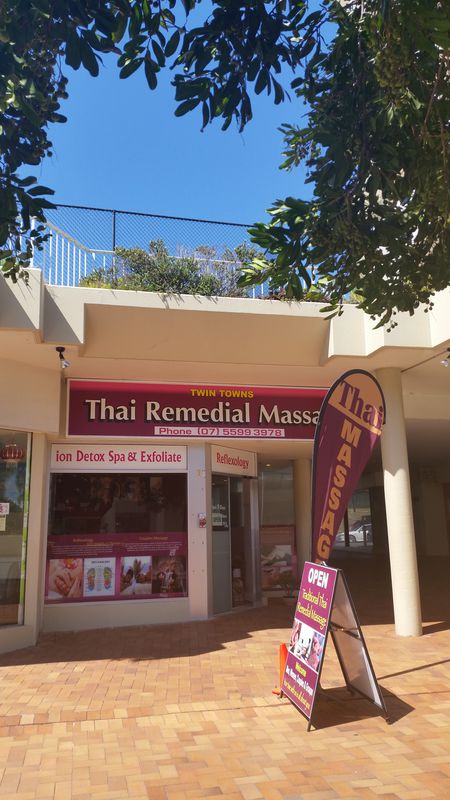 TWIN TOWNS
Thai Remedial Massa
Phone (07) 5599 3978
ion Detox Spa & Exfoliate
Reflexology
Thai
MASSAG
OPEN
Traditional Thai
Remedial Massage
Welcome